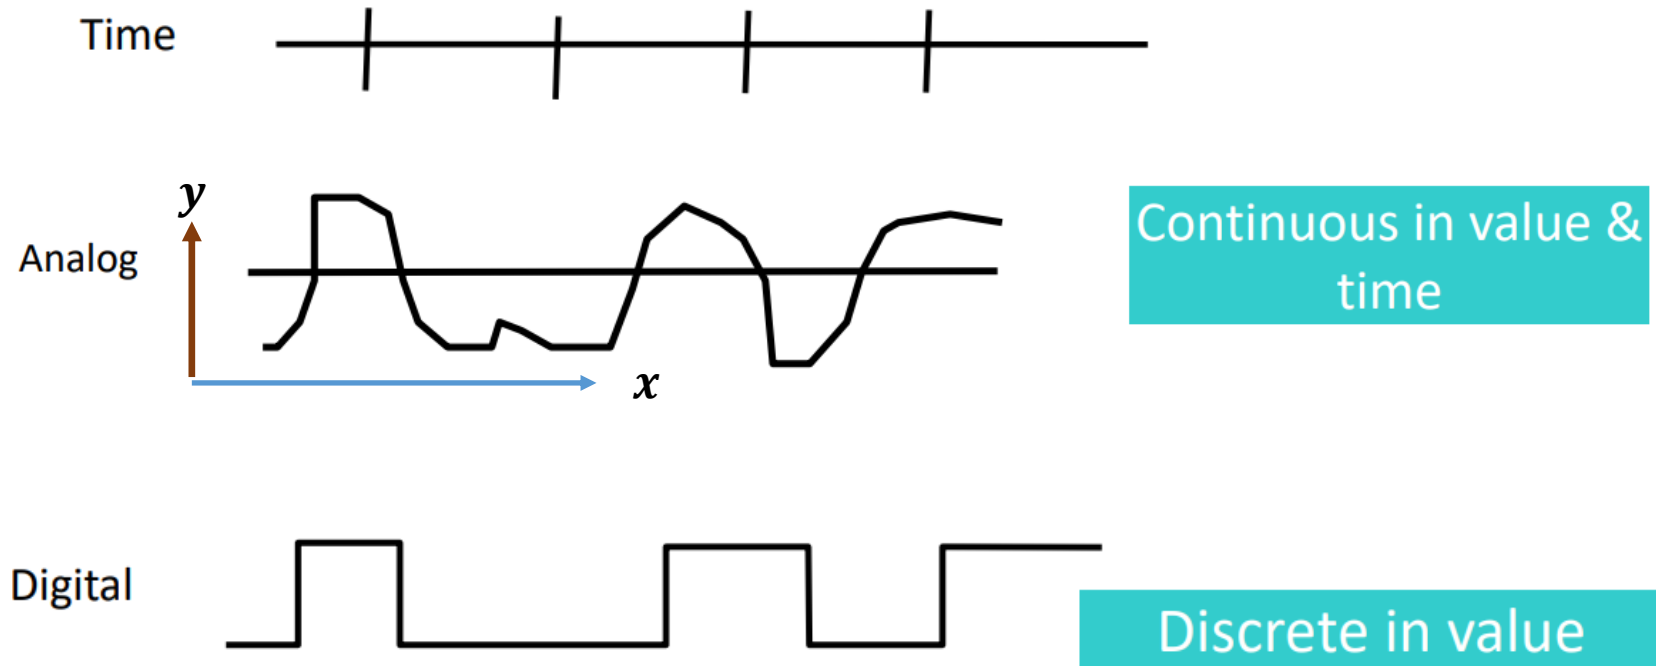 Time
y
Analog
Continuous in value &
time
x
Digital
Discrete in value